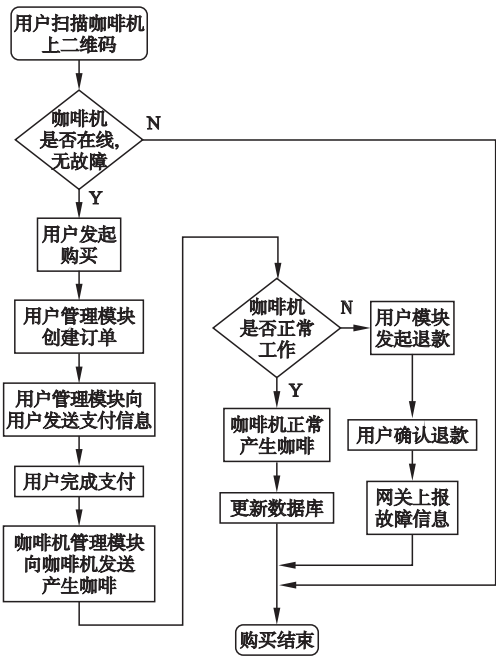 用户扫描咖啡机
上二维码
咖啡机
是否在线,
无故障
N
Y
用户发起
购买
用户管理模块
创建订单
用户管理模块向
用户发送支付信息
用户完成支付
咖啡机管理模块
向咖啡机发送
产生咖啡
咖啡机
是否正常
工作
N
用户模块
发起退款
Y
咖啡机正常
产生咖啡
用户确认退款
更新数据库
网关上报
故障信息
购买结束